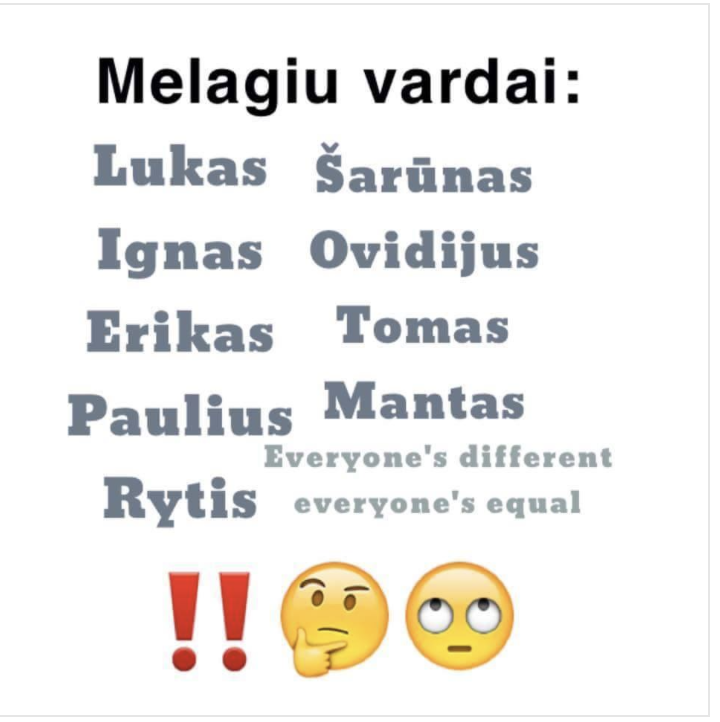 Melagiu vardai:
Lukas Šarūnas
Ignas Ovidijus
Erikas Tomas
Paulius Mantas
Everyone's different
Rytis everyone's equal